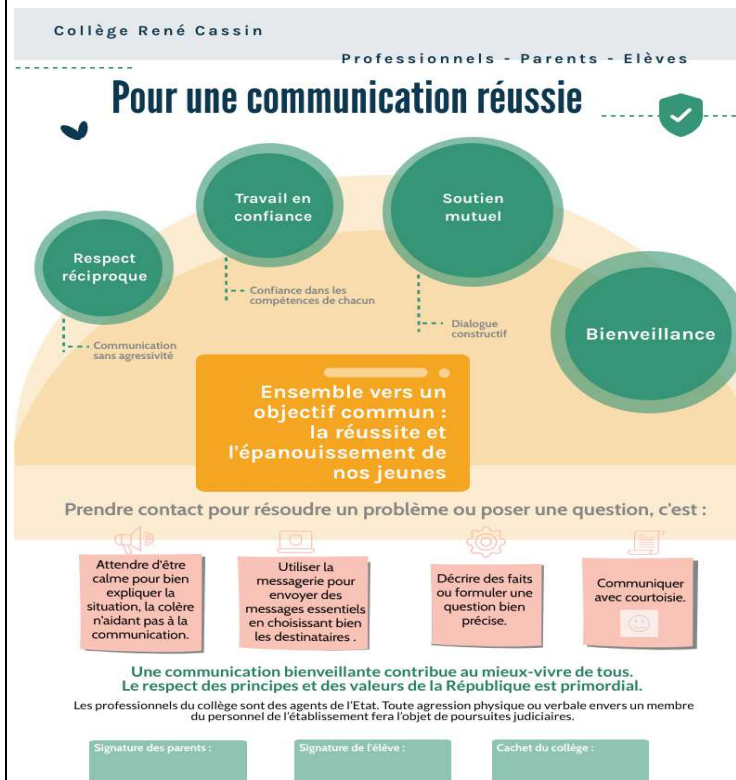 Collège René Cassin
Professionnels - Parents - Elèves
Pour une communication réussie
Travail en
confiance
Soutien
mutuel
Respect
réciproque
Bienveillance
Confiance dans les
compétences de chacun
Dialogue
constructif
Communication
sans agressivité
Ensemble vers un
objectif commun :
la réussite et
l'épanouissement de
nos jeunes
Prendre contact pour résoudre un problème ou poser une question, c'est :
Attendre d'être
calme pour bien
expliquer la
situation, la colère
n'aidant pas à la
communication.
Utiliser la
messagerie pour
envoyer des
messages essentiels
en choisissant bien
les destinataires .
Décrire des faits
ou formuler une
question bien
précise.
Communiquer
avec courtoisie.
Une communication bienveillante contribue au mieux-vivre de tous.
Le respect des principes et des valeurs de la République est primordial.
Les professionnels du collège sont des agents de l'Etat. Toute agression physique ou verbale envers un membre
du personnel de l'établissement fera l'objet de poursuites judiciaires.
Signature des parents :
Signature de l'élève :
Cachet du collège :